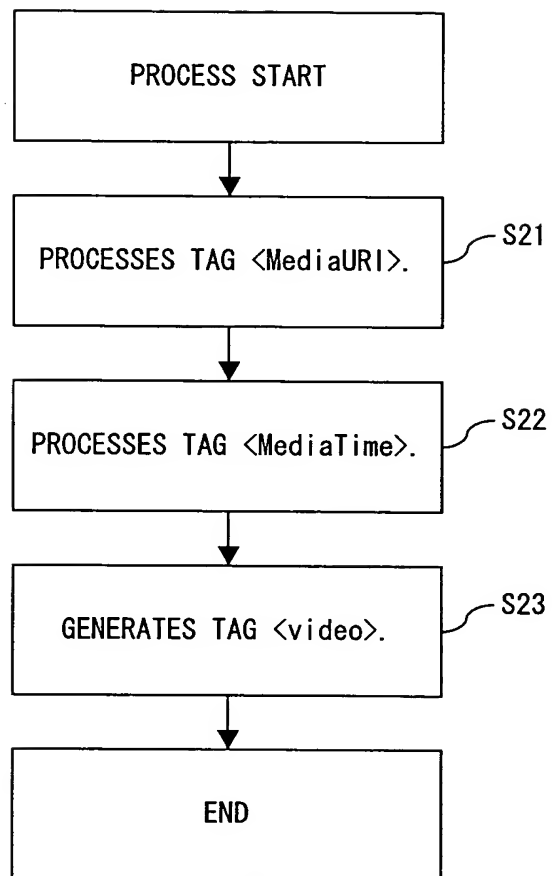 PROCESS START
PROCESSES TAG <MediaURI>.
S21
PROCESSES TAG <MediaTime>.
S22
GENERATES TAG <video>.
S23
END